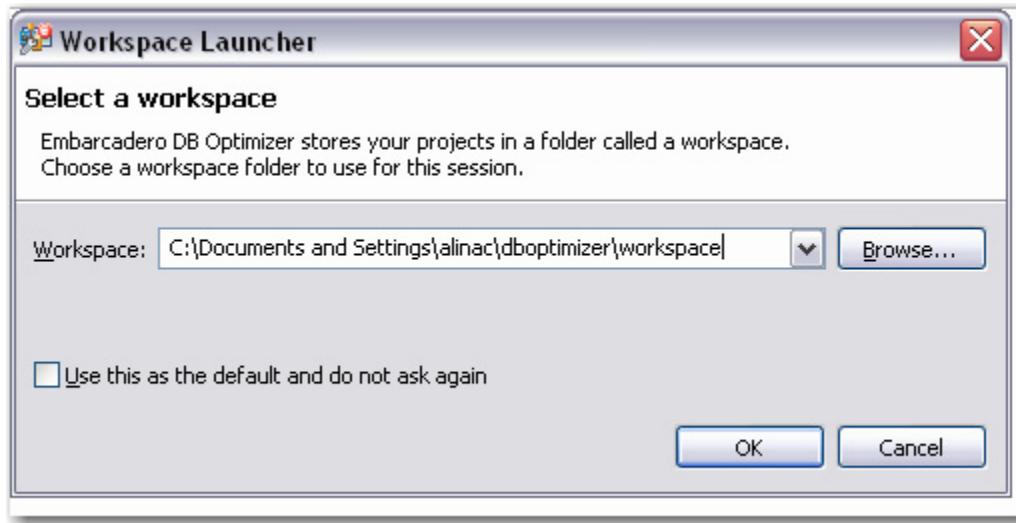 Workspace Launcher
Select a workspace
Embarcadero DB Optimizer stores your projects in a folder called a workspace.
Choose a workspace folder to use for this session.
Workspace: C:\Documents and Settings\alinac\dboptimizer\workspace Browse...
Use this as the default and do not ask again
OK Cancel